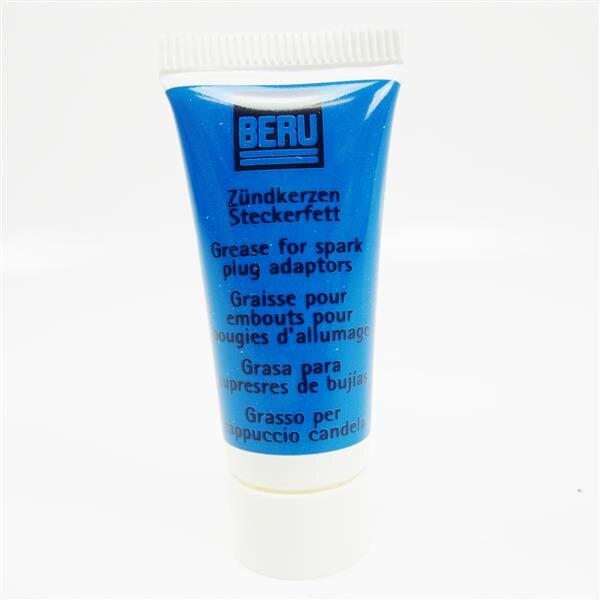 BERU
Zündkerzen
Steckerfett
Grease for spark
plug adaptors
Graisse pour
embouts pour
bougies d'allumage
Grasa para
supresres de bujías
Grasso per
cappuccio candela